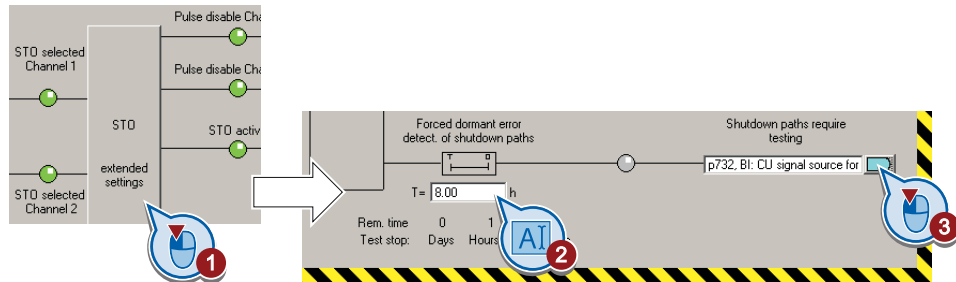 Pulse disable Cha
STO selected
Channel 1
Pulse disable Cha
STO
STO activ
extended
settings
STO selected
Channel 2
1
Forced dormant error
detect. of shutdown paths
T
0
T= 8.00 h
Rem. time 0 1
Test stop: Days Hours
AI
2
Shutdown paths require
testing
p732, BI: CU signal source for
3